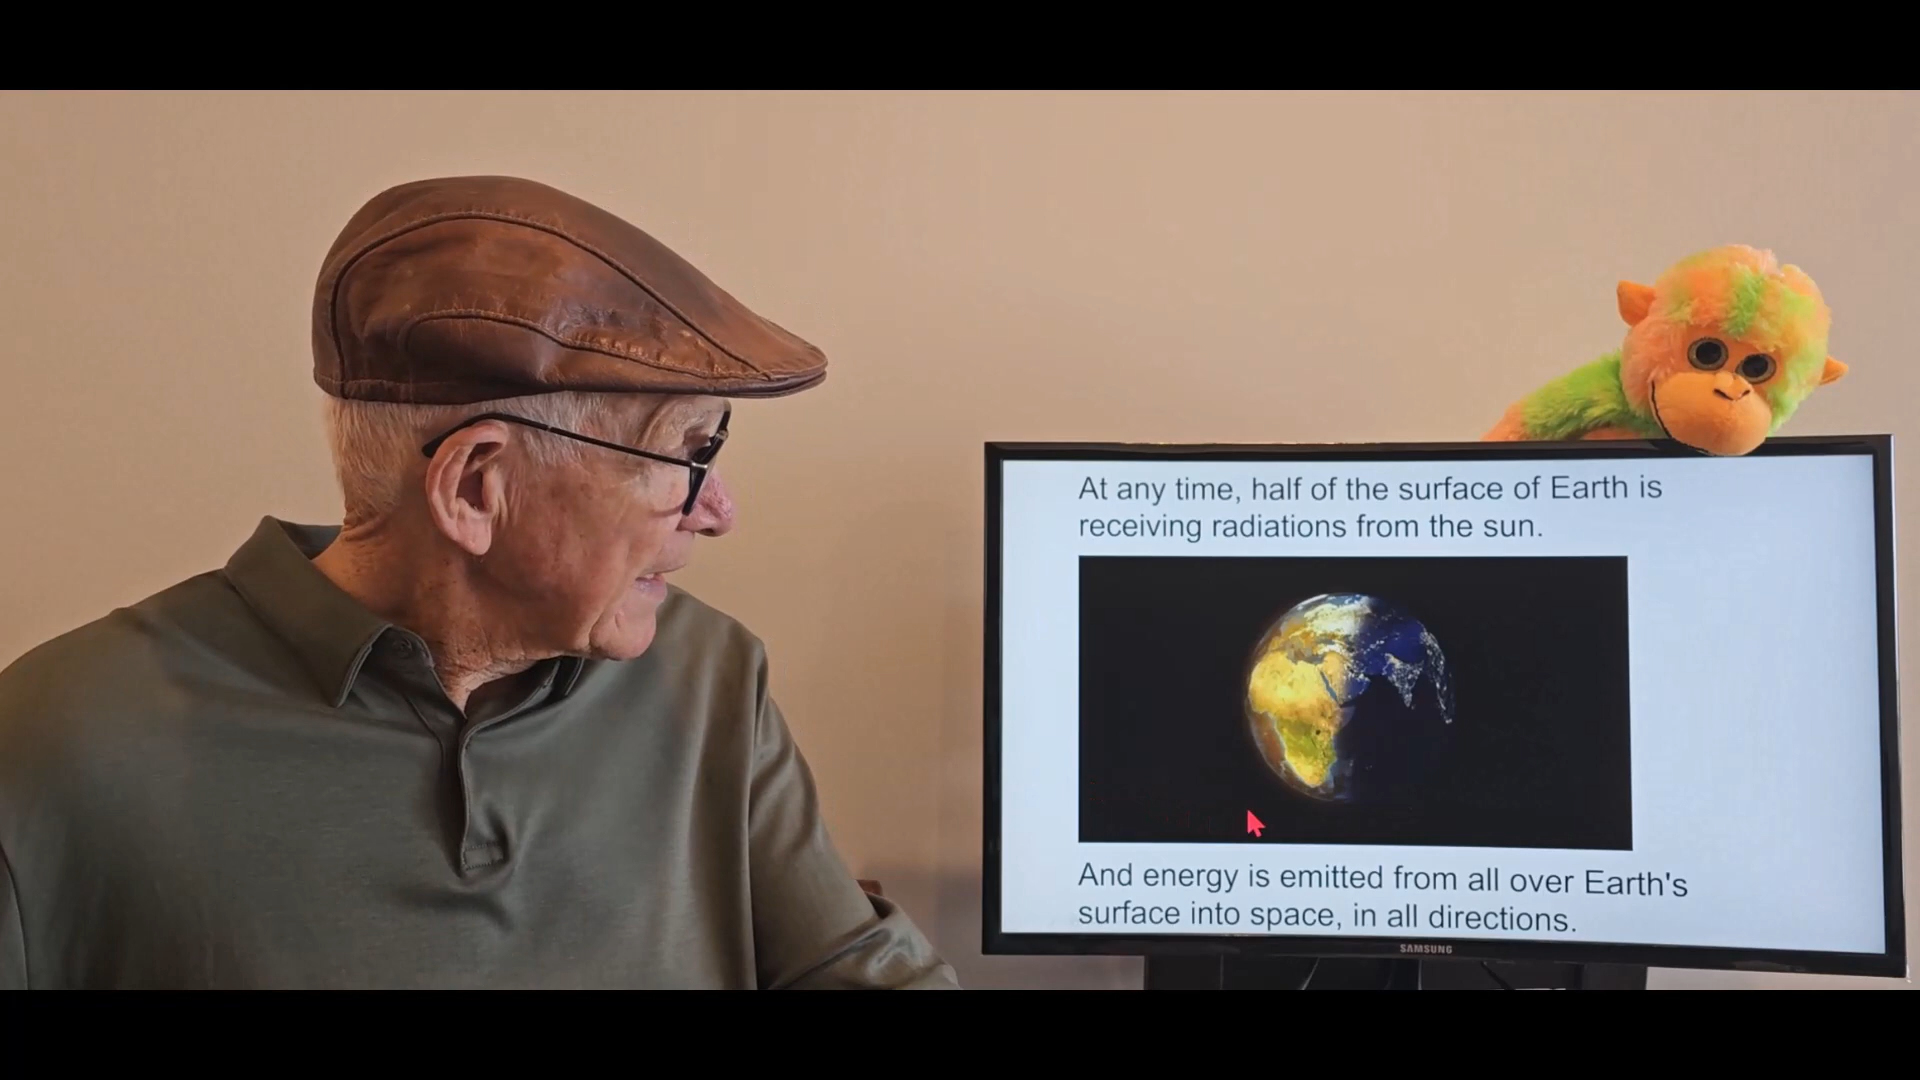 At any time, half of the surface of Earth is
receiving radiations from the sun.
And energy is emitted from all over Earth's
surface into space, in all directions.
SAMSUNG